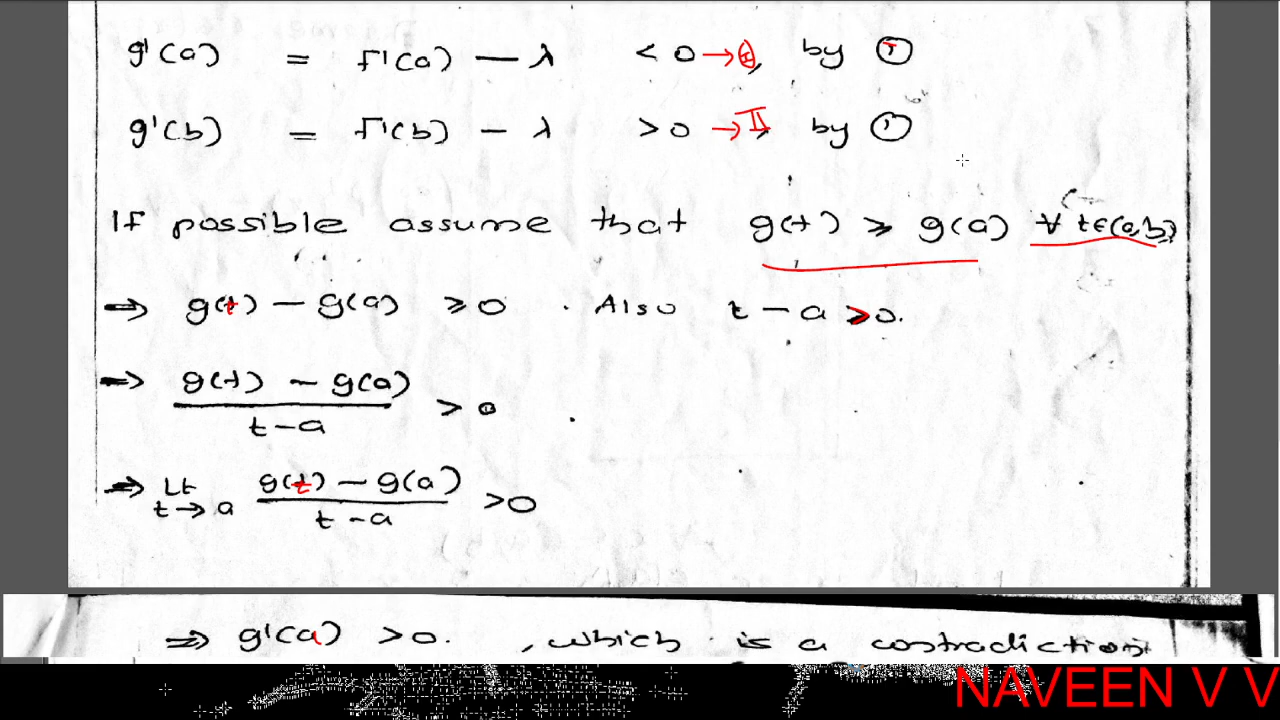 g'(a) = f'(a) — λ < 0 → Ⓘ, by ①
g'(b) = f'(b) – λ > 0 → II, by ①
If possible assume that g(t) ≥ g(a) ∀ t∈(a,b)
⇒ g(t) – g(a) ≥ 0 . Also t – a > 0.
⇒ g(t) – g(a) / t – a > 0 .
⇒ Lt t→a g(t) – g(a) / t – a > 0
⇒ g'(a) > 0. , which is a contradiction
NAVEEN V V